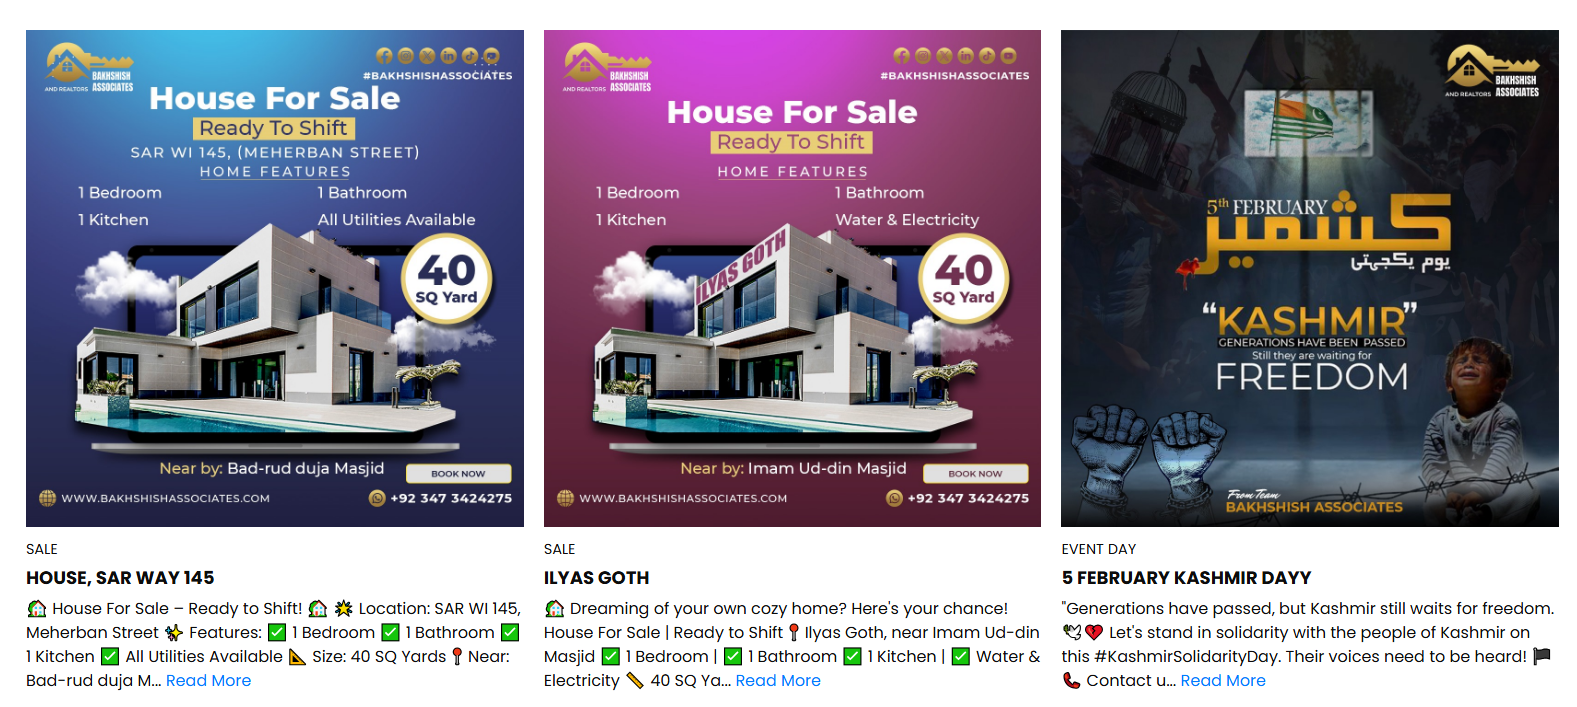 BAKHSHISH
AND REALTORS ASSOCIATES
#BAKHSHISHASSOCIATES
House For Sale
Ready To Shift
SAR WI 145, (MEHERBAN STREET)
HOME FEATURES
1 Bedroom 1 Bathroom
1 Kitchen All Utilities Available
40
SQ Yard
Near by: Bad-rud duja Masjid
BOOK NOW
WWW.BAKHSHISHASSOCIATES.COM +92 347 3424275
SALE
HOUSE, SAR WAY 145
🏠 House For Sale – Ready to Shift! 🏠 🌟 Location: SAR WI 145,
Meherban Street ✨ Features: ✅ 1 Bedroom ✅ 1 Bathroom ✅
1 Kitchen ✅ All Utilities Available 📐 Size: 40 SQ Yards 📍 Near:
Bad-rud duja M... Read More
BAKHSHISH
AND REALTORS ASSOCIATES
#BAKHSHISHASSOCIATES
House For Sale
Ready To Shift
HOME FEATURES
1 Bedroom 1 Bathroom
1 Kitchen Water & Electricity
ILYAS GOTH
40
SQ Yard
Near by: Imam Ud-din Masjid
BOOK NOW
WWW.BAKHSHISHASSOCIATES.COM +92 347 3424275
SALE
ILYAS GOTH
🏠 Dreaming of your own cozy home? Here's your chance!
House For Sale | Ready to Shift 📍 Ilyas Goth, near Imam Ud-din
Masjid ✅ 1 Bedroom | ✅ 1 Bathroom ✅ 1 Kitchen | ✅ Water &
Electricity 📏 40 SQ Ya... Read More
BAKHSHISH
AND REALTORS ASSOCIATES
5th FEBRUARY
کشمیر
یوم یکجہتی
“KASHMIR”
GENERATIONS HAVE BEEN PASSED
Still they are waiting for
FREEDOM
From Team
BAKHSHISH ASSOCIATES
EVENT DAY
5 FEBRUARY KASHMIR DAYY
"Generations have passed, but Kashmir still waits for freedom.
🕊️💔 Let's stand in solidarity with the people of Kashmir on
this #KashmirSolidarityDay. Their voices need to be heard! 🏴
📞 Contact u... Read More